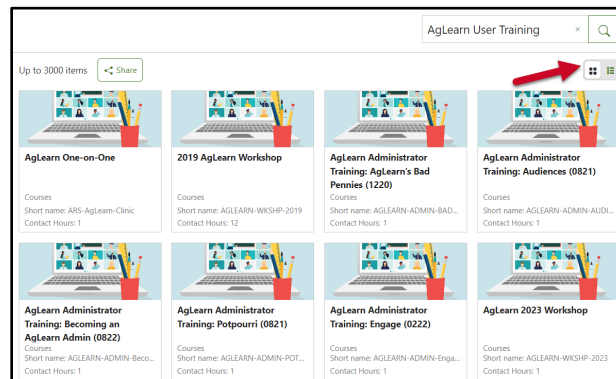 AgLearn User Training
Up to 3000 items
Share
AgLearn One-on-One
Courses
Short name: ARS-AgLearn-Clinic
Contact Hours: 1
2019 AgLearn Workshop
Courses
Short name: AGLEARN-WKSHP-2019
Contact Hours: 12
AgLearn Administrator
Training: AgLearn's Bad
Pennies (1220)
Courses
Short name: AGLEARN-ADMIN-BAD...
Contact Hours: 1
AgLearn Administrator
Training: Audiences (0821)
Courses
Short name: AGLEARN-ADMIN-AUDI...
Contact Hours: 1
AgLearn Administrator
Training: Becoming an
AgLearn Admin (0822)
Courses
Short name: AGLEARN-ADMIN-Beco...
Contact Hours: 1
AgLearn Administrator
Training: Potpourri (0821)
Courses
Short name: AGLEARN-ADMIN-POT...
Contact Hours: 1
AgLearn Administrator
Training: Engage (0222)
Courses
Short name: AGLEARN-ADMIN-Enga...
Contact Hours: 1
AgLearn 2023 Workshop
Courses
Short name: AGLEARN-WKSHP-2023
Contact Hours: 1